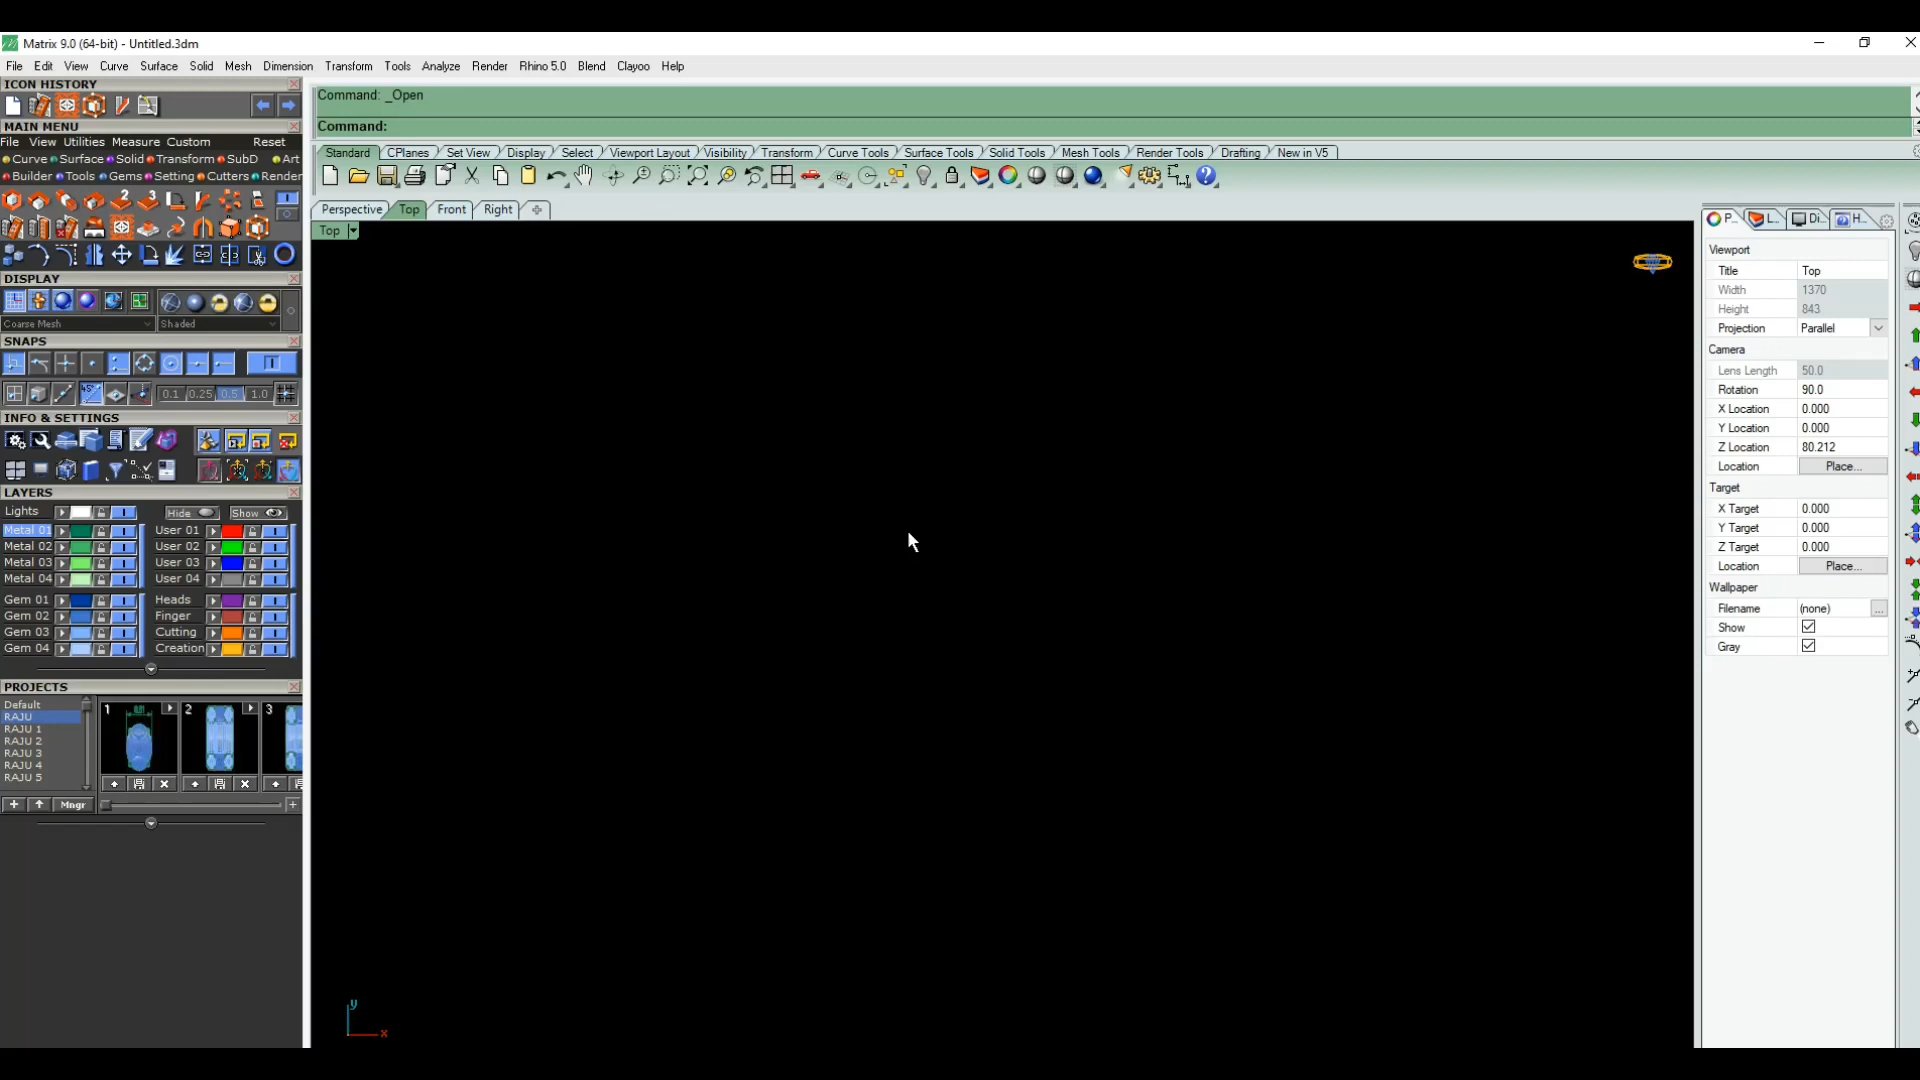 Matrix 9.0 (64-bit) - Untitled.3dm
File Edit View Curve Surface Solid Mesh Dimension Transform Tools Analyze Render Rhino 5.0 Blend Clayoo Help
ICON HISTORY
MAIN MENU
File View Utilities Measure Custom Reset
Curve Surface Solid Transform SubD Art
Builder Tools Gems Setting Cutters Render
DISPLAY
Coarse Mesh Shaded
SNAPS
45°
0.1 0.25 0.5 1.0
INFO & SETTINGS
LAYERS
Lights Hide Show
Metal 01 User 01
Metal 02 User 02
Metal 03 User 03
Metal 04 User 04
Gem 01 Heads
Gem 02 Finger
Gem 03 Cutting
Gem 04 Creation
PROJECTS
Default
RAJU
RAJU 1
RAJU 2
RAJU 3
RAJU 4
RAJU 5
1 2 3
Mngr
Command: _Open
Command:
Standard CPlanes Set View Display Select Viewport Layout Visibility Transform Curve Tools Surface Tools Solid Tools Mesh Tools Render Tools Drafting New in V5
Perspective Top Front Right
Top
y
x
P... L... Di... H...
Viewport
Title Top
Width 1370
Height 843
Projection Parallel
Camera
Lens Length 50.0
Rotation 90.0
X Location 0.000
Y Location 0.000
Z Location 80.212
Location Place...
Target
X Target 0.000
Y Target 0.000
Z Target 0.000
Location Place...
Wallpaper
Filename (none) ...
Show
Gray